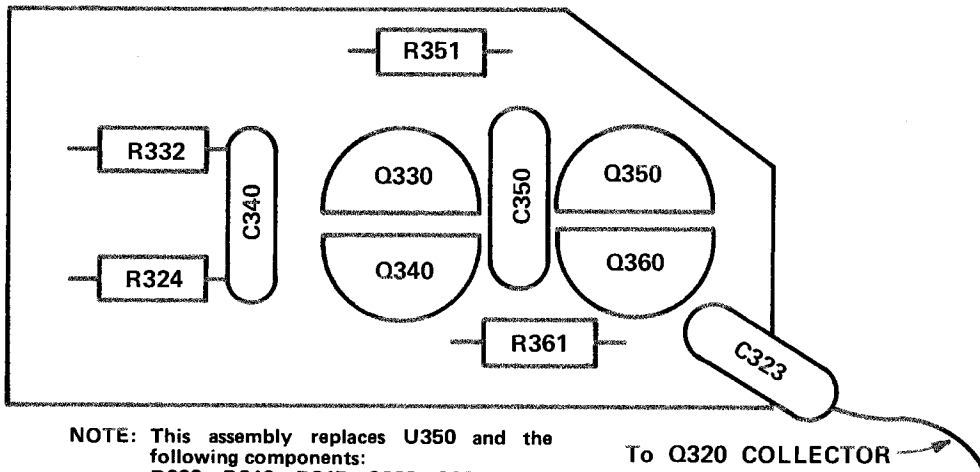 R351
R332
C340
Q330
C350
Q350
R324
Q340
Q360
R361
C323
NOTE: This assembly replaces U350 and the
following components:
To Q320 COLLECTOR